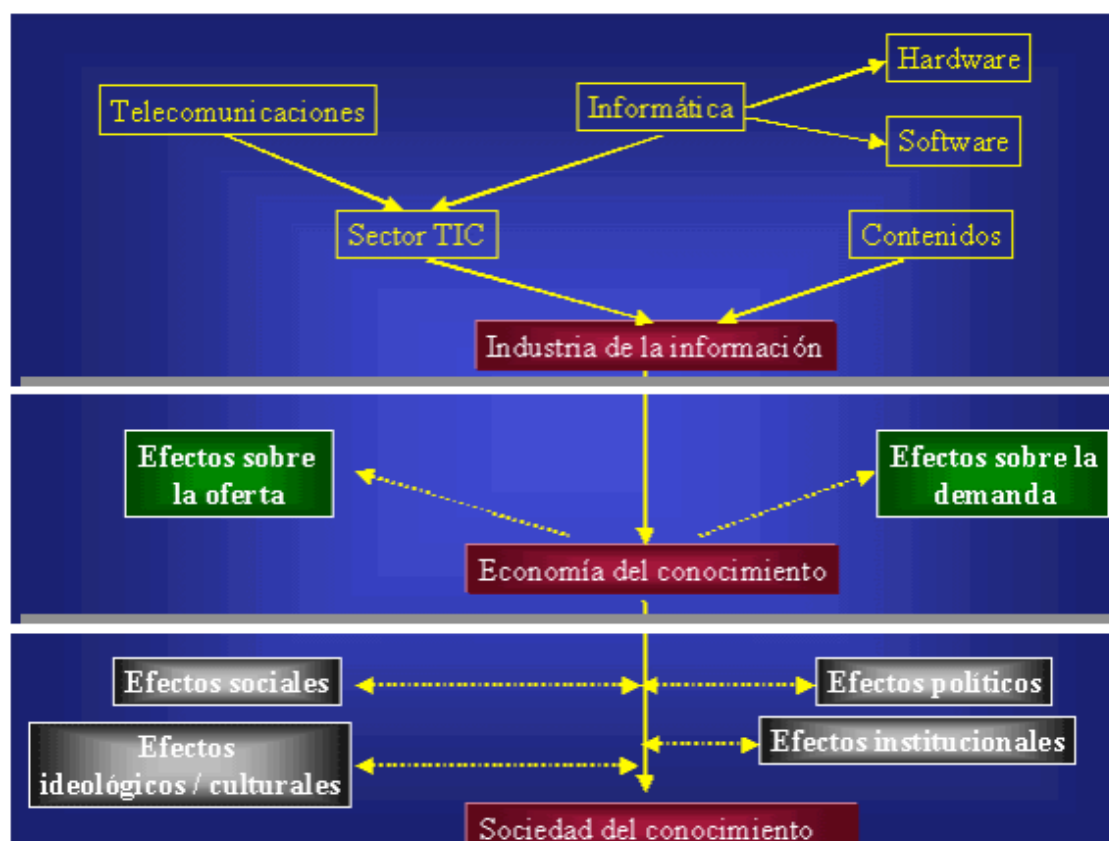 Hardware
Telecomunicaciones
Informática
Software
Sector TIC
Contenidos
Industria de la información
Efectos sobre
la oferta
Efectos sobre la
demanda
Economía del conocimiento
Efectos sociales
Efectos políticos
Efectos
ideológicos / culturales
Efectos institucionales
Sociedad del conocimiento